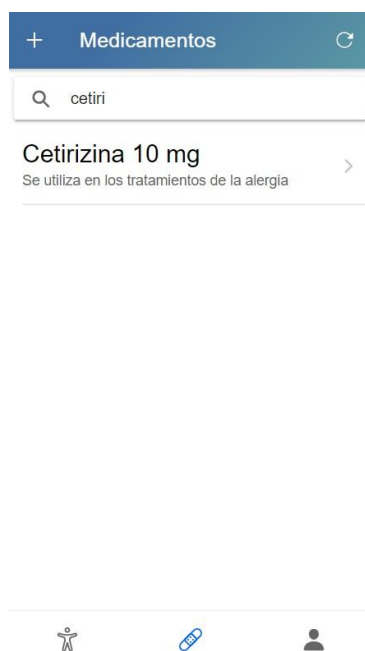 Medicamentos
cetiri
Cetirizina 10 mg
Se utiliza en los tratamientos de la alergia